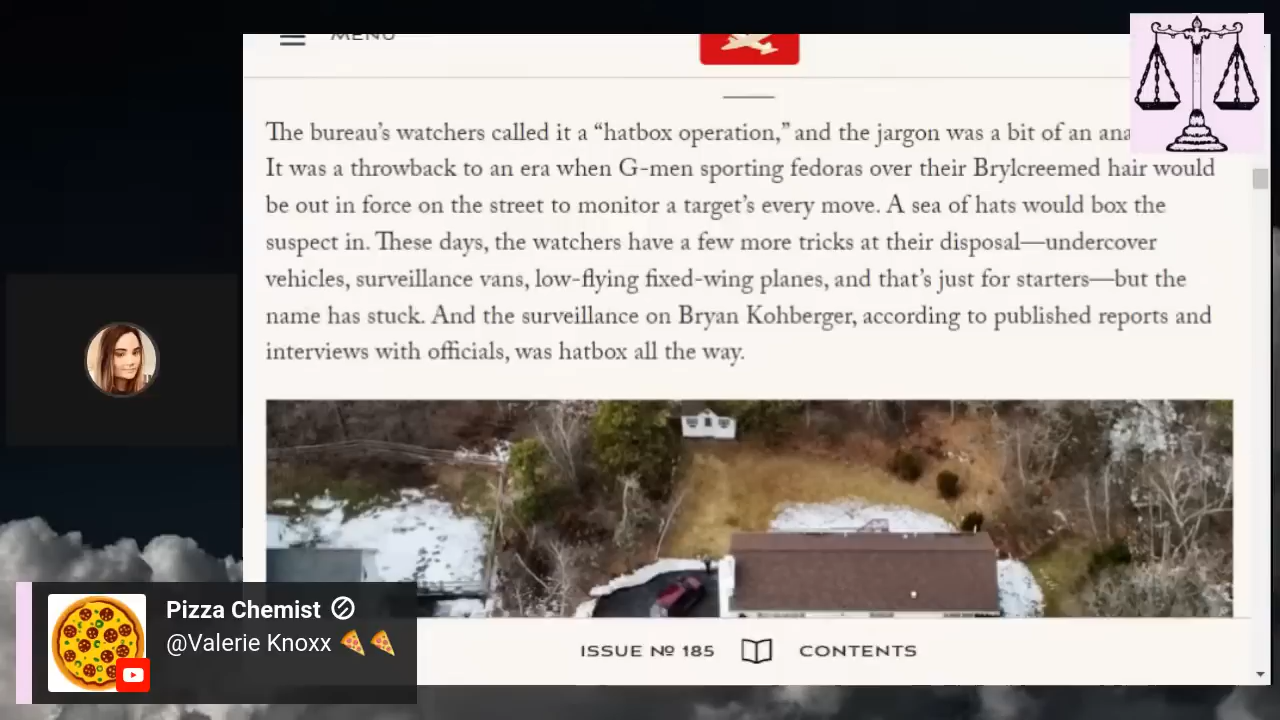 MENU
The bureau’s watchers called it a “hatbox operation,” and the jargon was a bit of an
It was a throwback to an era when G-men sporting fedoras over their Brylcreemed hair would
be out in force on the street to monitor a target’s every move. A sea of hats would box the
suspect in. These days, the watchers have a few more tricks at their disposal—undercover
vehicles, surveillance vans, low-flying fixed-wing planes, and that’s just for starters—but the
name has stuck. And the surveillance on Bryan Kohberger, according to published reports and
interviews with officials, was hatbox all the way.
Pizza Chemist
@Valerie Knoxx 🍕🍕
ISSUE № 185
CONTENTS